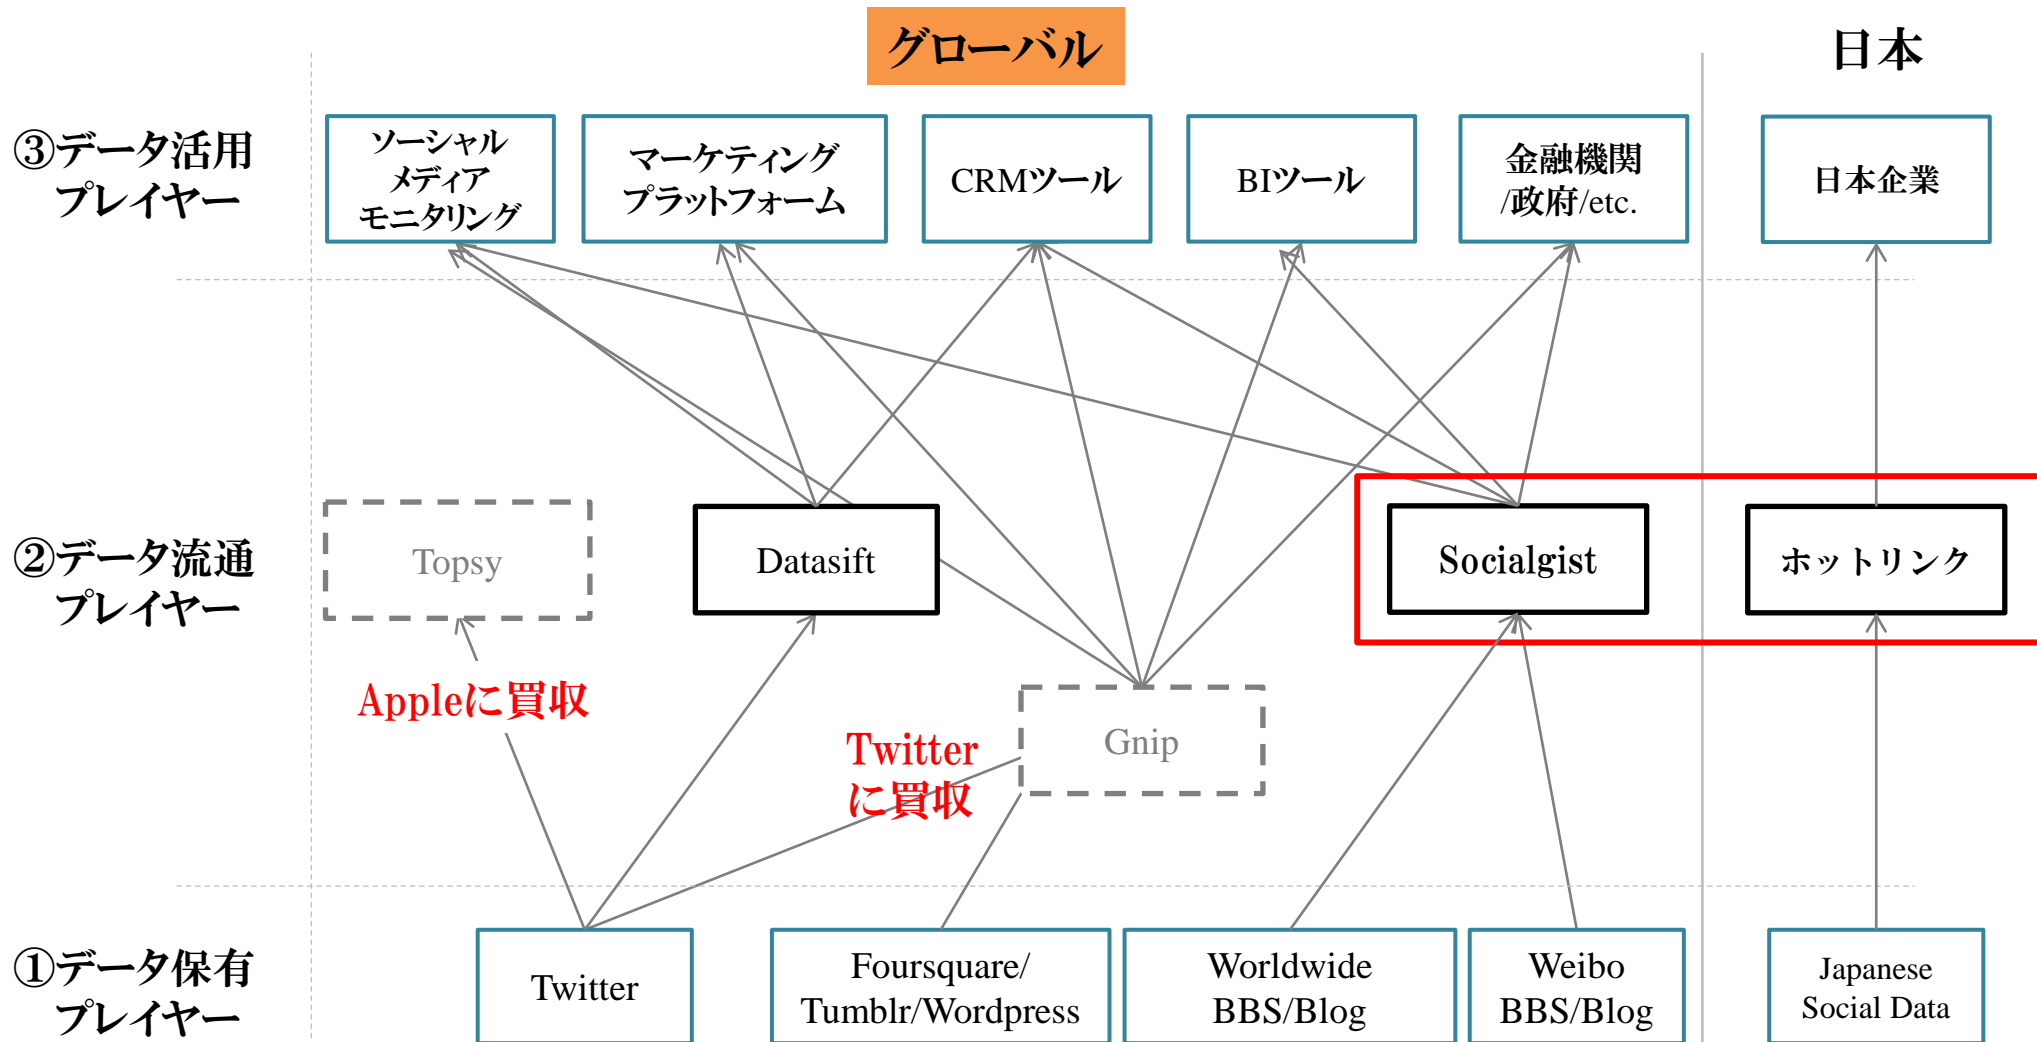 グローバル
日本
③データ活用
プレイヤー
ソーシャル
メディア
モニタリング
マーケティング
プラットフォーム
CRMツール
BIツール
金融機関
/政府/etc.
日本企業
②データ流通
プレイヤー
Topsy
Datasift
Socialgist
ホットリンク
Appleに買収
Twitter
に買収
Gnip
①データ保有
プレイヤー
Twitter
Foursquare/
Tumblr/Wordpress
Worldwide
BBS/Blog
Weibo
BBS/Blog
Japanese
Social Data